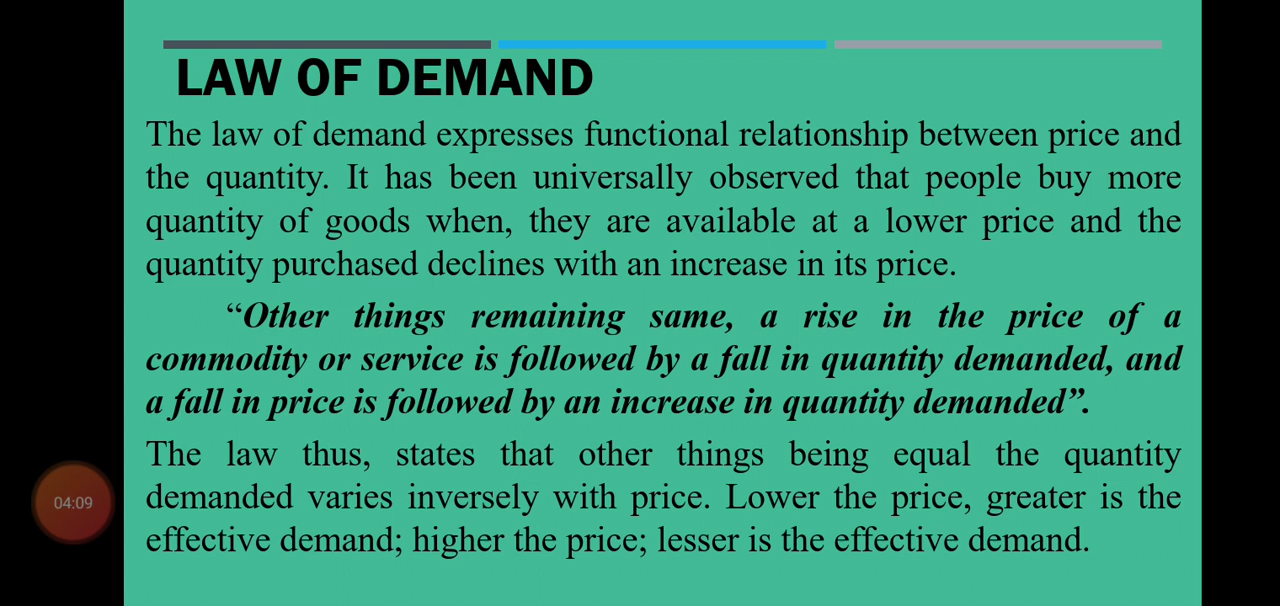 LAW OF DEMAND
The law of demand expresses functional relationship between price and
the quantity. It has been universally observed that people buy more
quantity of goods when, they are available at a lower price and the
quantity purchased declines with an increase in its price.
“Other things remaining same, a rise in the price of a
commodity or service is followed by a fall in quantity demanded, and
a fall in price is followed by an increase in quantity demanded”.
The law thus, states that other things being equal the quantity
demanded varies inversely with price. Lower the price, greater is the
effective demand; higher the price; lesser is the effective demand.
04:09